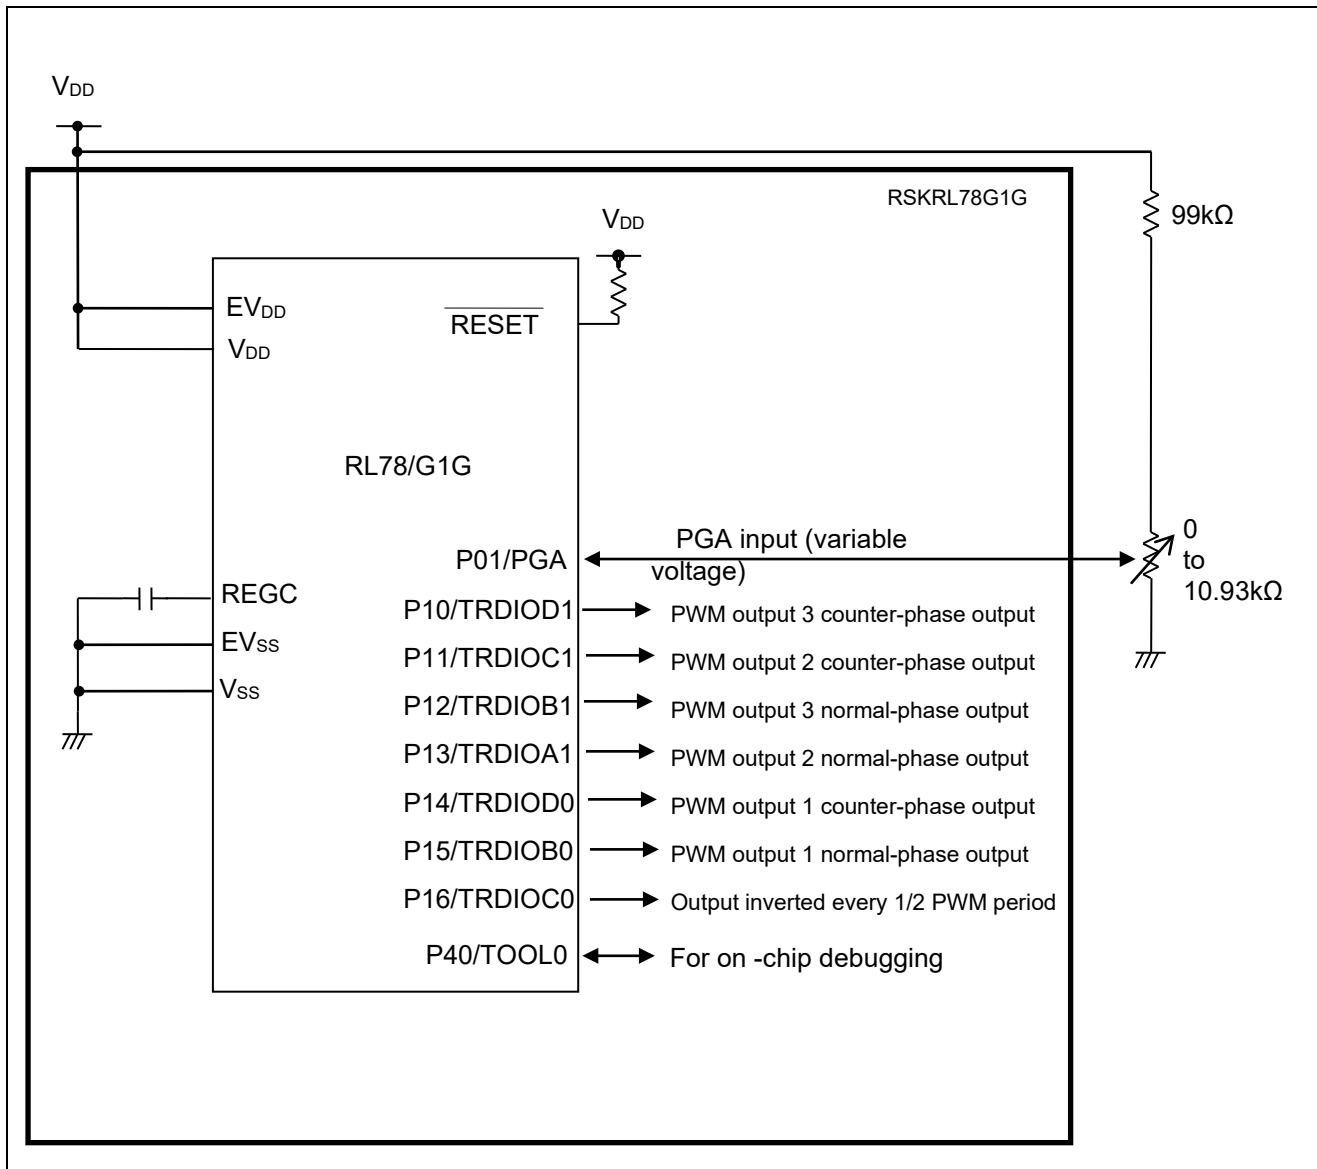 VDD
RSKRL78G1G
99kΩ
VDD
EVDD
RESET
VDD
RL78/G1G
P01/PGA
PGA input (variable
voltage)
0
to
10.93kΩ
REGC
P10/TRDIOD1
PWM output 3 counter-phase output
EVSS
P11/TRDIOC1
PWM output 2 counter-phase output
VSS
P12/TRDIOB1
PWM output 3 normal-phase output
P13/TRDIOA1
PWM output 2 normal-phase output
P14/TRDIOD0
PWM output 1 counter-phase output
P15/TRDIOB0
PWM output 1 normal-phase output
P16/TRDIOC0
Output inverted every 1/2 PWM period
P40/TOOL0
For on -chip debugging